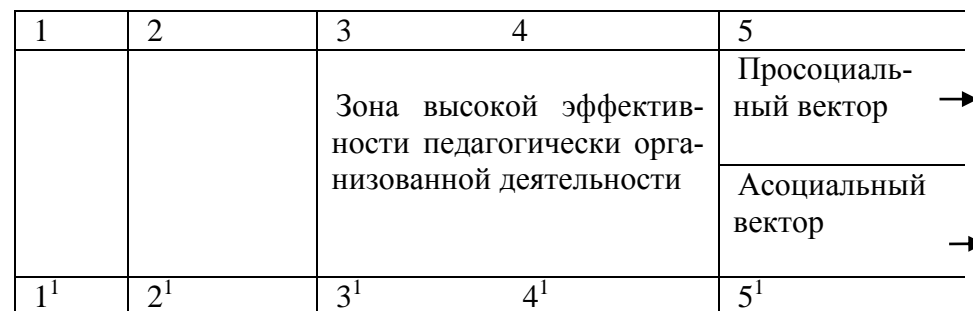 1 2 3 4 5
Просоциаль-
ный вектор
Зона высокой эффектив-
ности педагогически орга-
низованной деятельности
Асоциальный
вектор
1¹ 2¹ 3¹ 4¹ 5¹